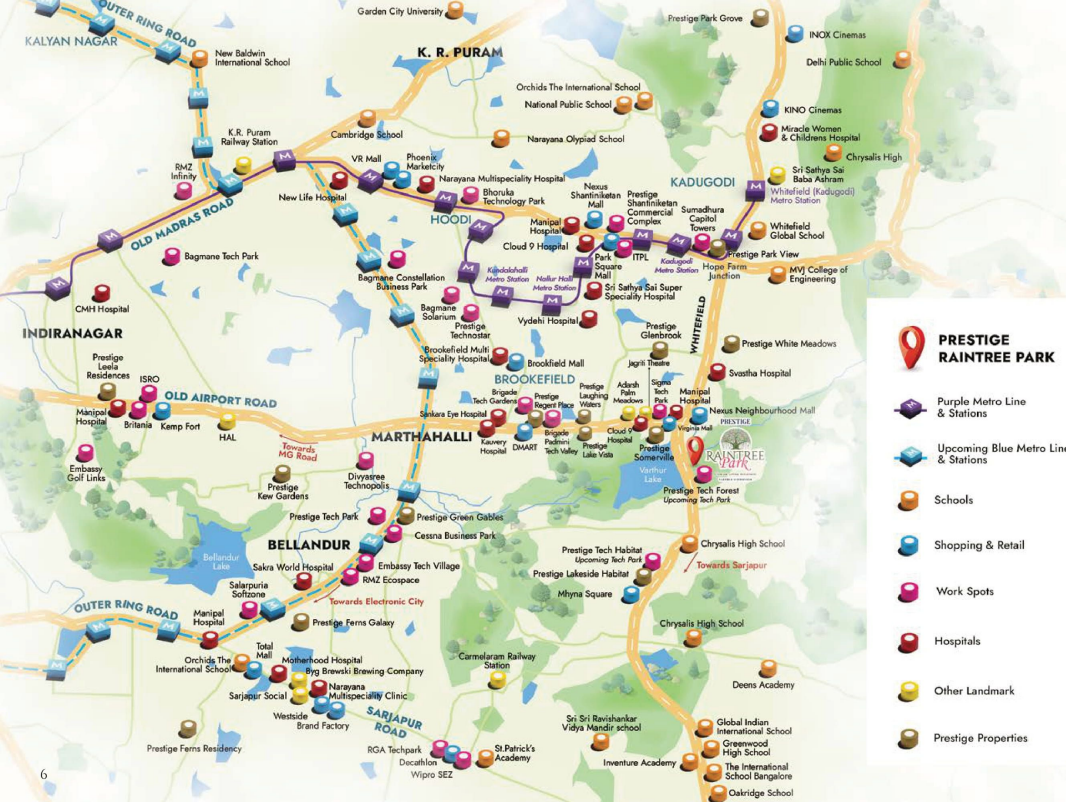 Garden City University
OUTER RING ROAD
KALYAN NAGAR
New Baldwin
International School
K. R. PURAM
Prestige Park Grove
INOX Cinemas
Delhi Public School
Orchids The International School
National Public School
KINO Cinemas
Cambridge School
Narayana Olypiad School
Miracle Women
& Childrens Hospital
K.R. Puram
Railway Station
Chrysalis High
VR Mall
Phoenix
Marketcity
RMZ
Infinity
Narayana Multispeciality Hospital
Sri Sathya Sai
Baba Ashram
KADUGODI
Whitefield (Kadugodi)
Metro Station
New Life Hospital
Bhoruka
Technology Park
HOODI
Nexus
Shantiniketan
Mall
Prestige
Shantiniketan
Commercial
Complex
Sumadhura
Capitol
Towers
OLD MADRAS ROAD
Manipal
Hospital
Whitefield
Global School
Cloud 9 Hospital
ITPL
Park
Square
Mall
Prestige Park View
Kadugodi
Metro Station
Hope Farm
Junction
MVJ College of
Engineering
Bagmane Tech Park
Bagmane Constellation
Business Park
Kundalahalli
Metro Station
Nallur Halli
Metro Station
Sri Sathya Sai Super
Speciality Hospital
CMH Hospital
Bagmane
Solarium
Prestige
Technostar
Vydehi Hospital
WHITEFIELD
INDIRANAGAR
Prestige
Glenbrook
Prestige White Meadows
Brookefield Multi
Speciality Hospital
Brookfield Mall
Jagriti Theatre
Svastha Hospital
BROOKEFIELD
Prestige
Leela
Residences
ISRO
OLD AIRPORT ROAD
Manipal
Hospital
Britania
Kemp Fort
HAL
Brigade
Tech Gardens
Prestige
Regent Place
Prestige
Laughing
Waters
Adarsh
Palm
Meadows
Sigma
Tech
Park
Manipal
Hospital
Nexus Neighbourhood Mall
Sankara Eye Hospital
Virginia Mall
Kauvery
Hospital
DMART
Brigade
Padmini
Tech Valley
Prestige
Lake Vista
Cloud 9
Hospital
Prestige
Somerville
MARTHAHALLI
Towards
MG Road
PRESTIGE
RAINTREE
Park
Varthur
Lake
Embassy
Golf Links
Prestige
Kew Gardens
Divyasree
Technopolis
Prestige Tech Forest
Upcoming Tech Park
Prestige Tech Park
Prestige Green Gables
Cessna Business Park
BELLANDUR
Bellandur
Lake
Chrysalis High School
Prestige Tech Habitat
Upcoming Tech Park
Towards Sarjapur
Sakra World Hospital
Embassy Tech Village
RMZ Ecospace
Prestige Lakeside Habitat
Mhyna Square
Salarpuria
Softzone
Towards Electronic City
OUTER RING ROAD
Manipal
Hospital
Prestige Ferns Galaxy
Chrysalis High School
Total
Mall
Orchids The
International School
Motherhood Hospital
Byg Brewski Brewing Company
Carmelaram Railway
Station
Deens Academy
Sarjapur Social
Narayana
Multispeciality Clinic
Westside
Brand Factory
SARJAPUR
ROAD
Prestige Ferns Residency
Sri Sri Ravishankar
Vidya Mandir school
Global Indian
International School
RGA Techpark
Decathlon
Wipro SEZ
St.Patrick's
Academy
Greenwood
High School
Inventure Academy
The International
School Bangalore
Oakridge School
6
PRESTIGE
RAINTREE PARK
Purple Metro Line
& Stations
Upcoming Blue Metro Line
& Stations
Schools
Shopping & Retail
Work Spots
Hospitals
Other Landmark
Prestige Properties